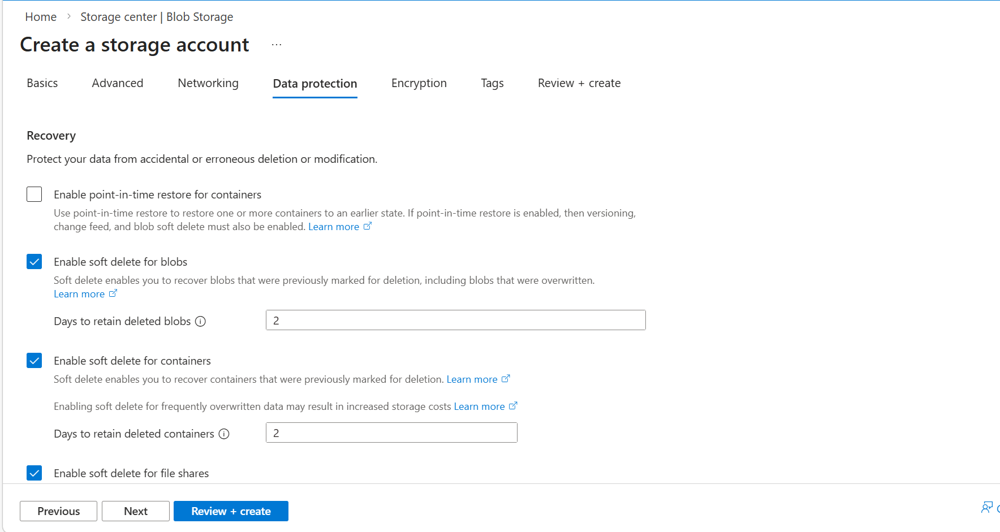 Home > Storage center | Blob Storage
Create a storage account ...
Basics Advanced Networking Data protection Encryption Tags Review + create
Recovery
Protect your data from accidental or erroneous deletion or modification.
Enable point-in-time restore for containers
Use point-in-time restore to restore one or more containers to an earlier state. If point-in-time restore is enabled, then versioning,
change feed, and blob soft delete must also be enabled. Learn more
Enable soft delete for blobs
Soft delete enables you to recover blobs that were previously marked for deletion, including blobs that were overwritten.
Learn more
Days to retain deleted blobs 2
Enable soft delete for containers
Soft delete enables you to recover containers that were previously marked for deletion. Learn more
Enabling soft delete for frequently overwritten data may result in increased storage costs Learn more
Days to retain deleted containers 2
Enable soft delete for file shares
Previous Next Review + create